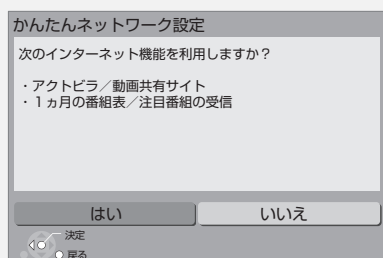 かんたんネットワーク設定
次のインターネット機能を利用しますか？
・アクトビラ／動画共有サイト
・１ヵ月の番組表／注目番組の受信
はい
いいえ
決定
戻る